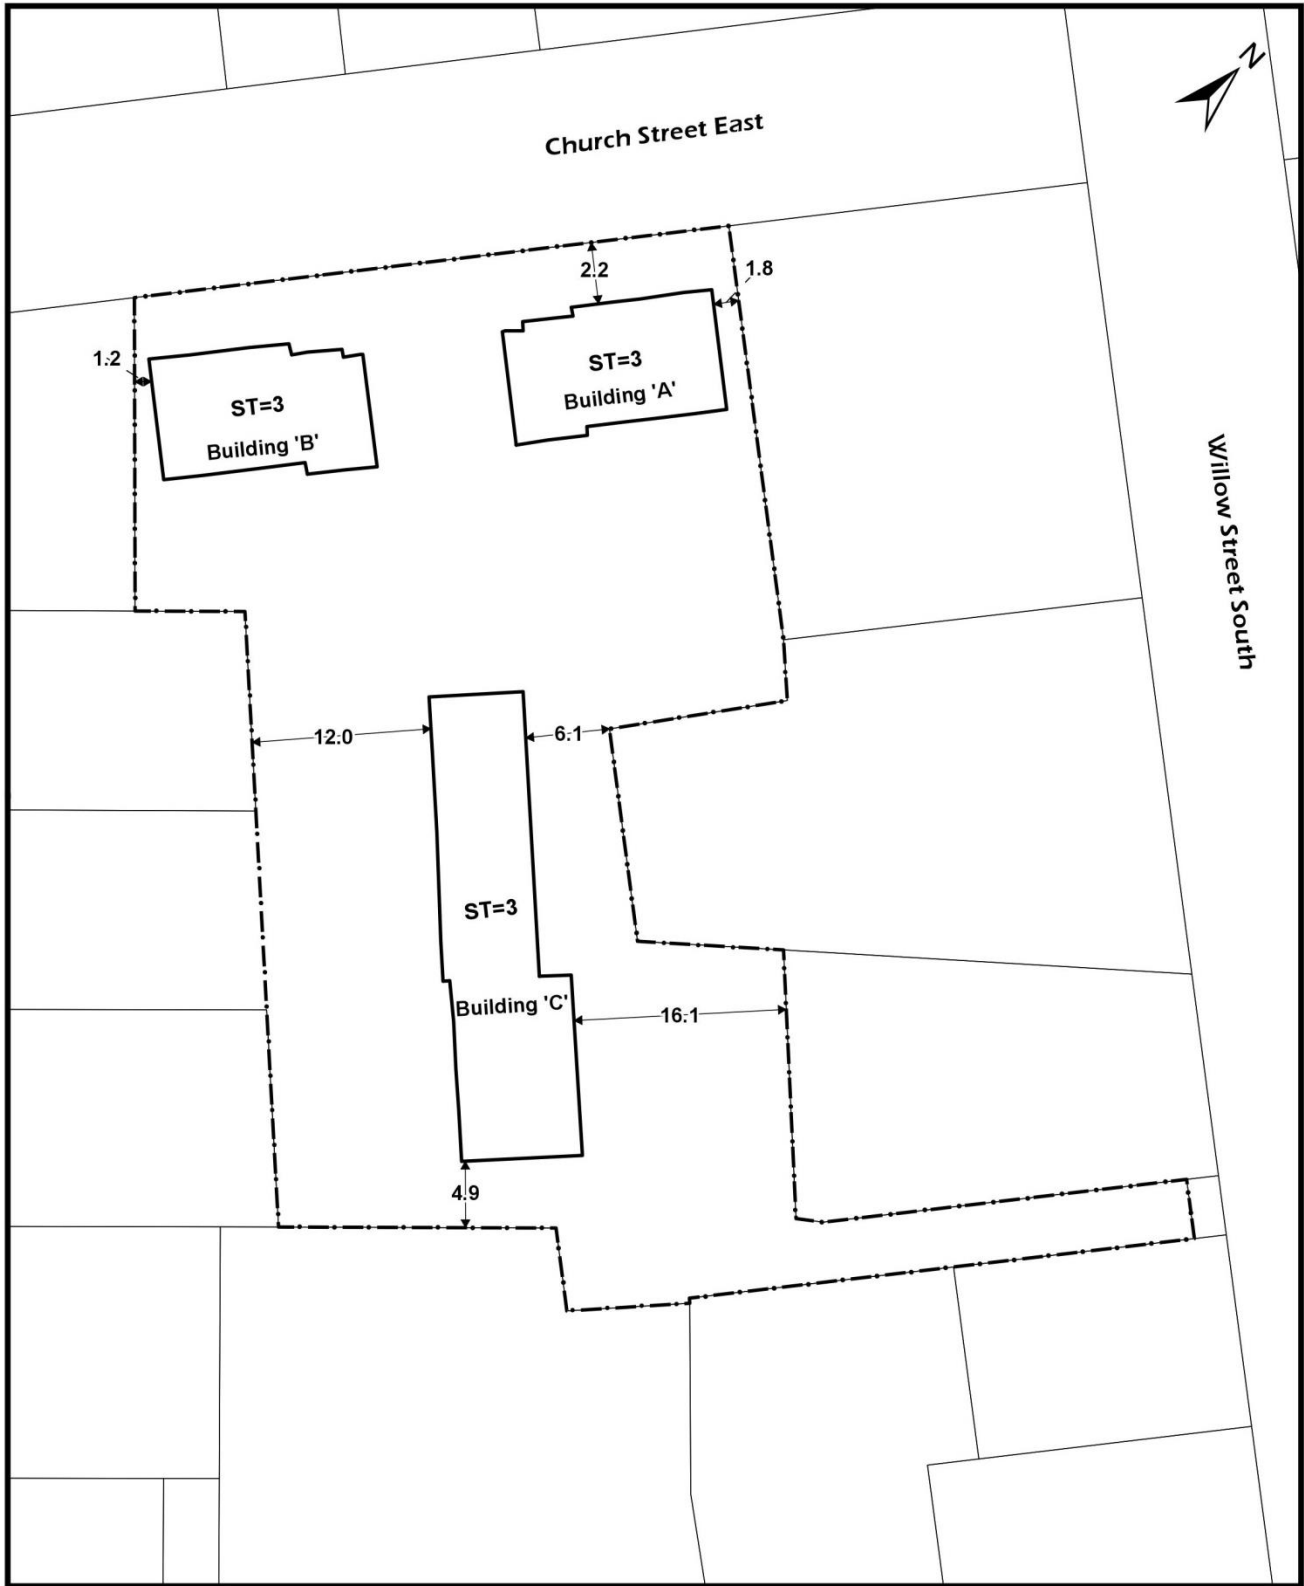 N
Church Street East
2.2
1.8
1.2
ST=3
Building 'A'
ST=3
Building 'B'
Willow Street South
12.0
6.1
ST=3
Building 'C'
16.1
4.9